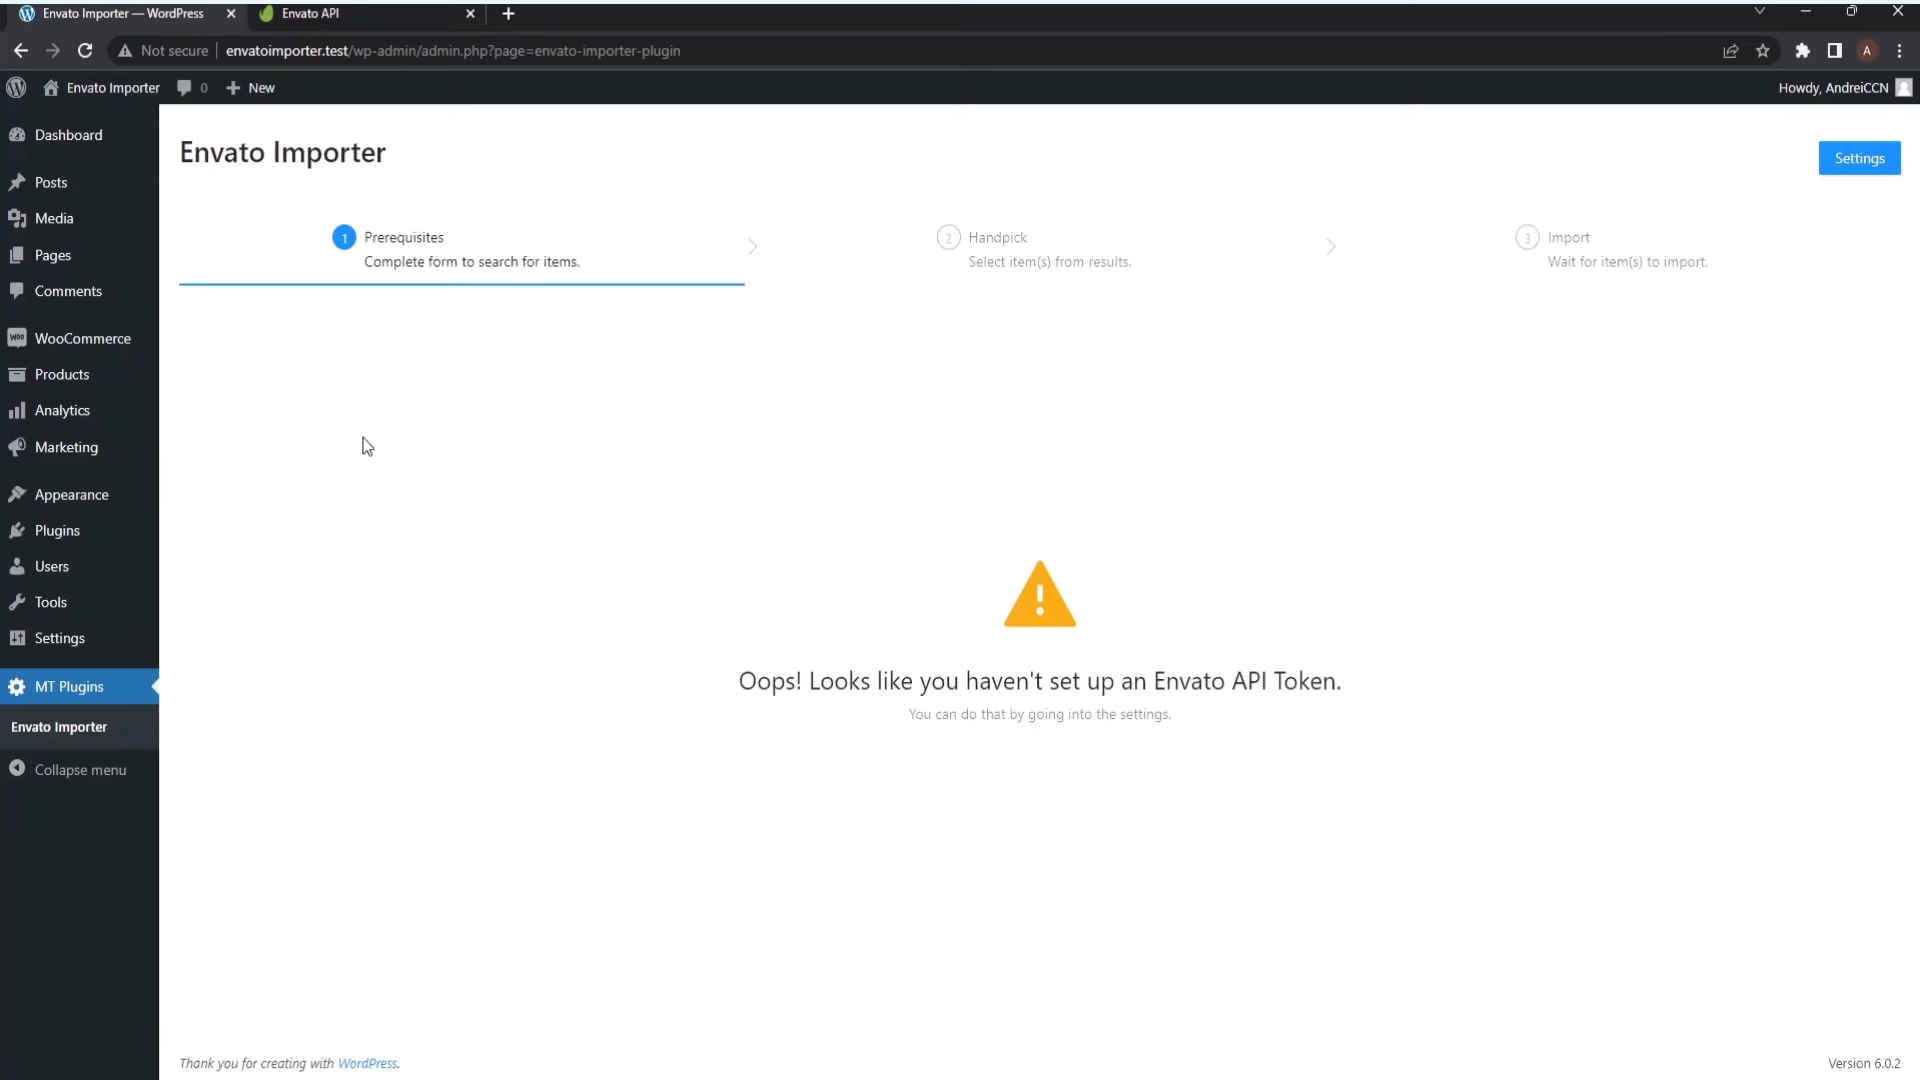 Envato Importer — WordPress
Envato API
Not secure
envatoimporter.test/wp-admin/admin.php?page=envato-importer-plugin
A
Envato Importer
0
New
Howdy, AndreiCCN
Dashboard
Posts
Media
Pages
Comments
WOO
WooCommerce
Products
Analytics
Marketing
Appearance
Plugins
Users
Tools
Settings
MT Plugins
Envato Importer
Collapse menu
Envato Importer
Settings
1 Prerequisites
Complete form to search for items.
2 Handpick
Select item(s) from results.
3 Import
Wait for item(s) to import.
Oops! Looks like you haven't set up an Envato API Token.
You can do that by going into the settings.
Thank you for creating with WordPress.
Version 6.0.2